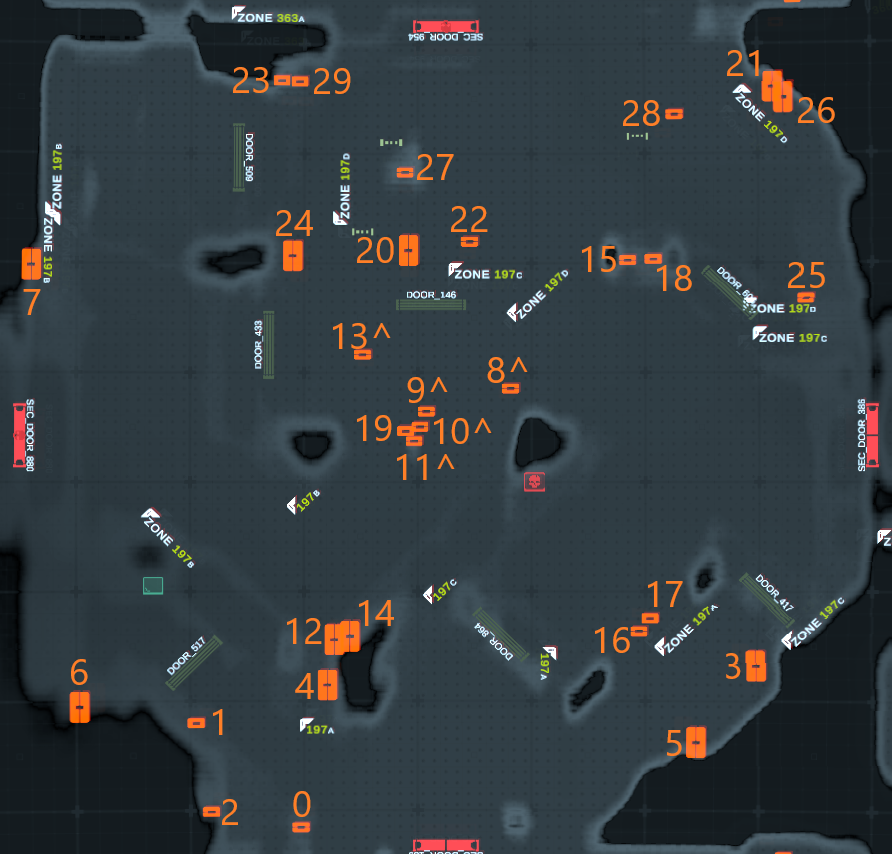 ZONE 363A
SEC_DOOR_954
21
23
29
28
26
ZONE 197D
DOOR_509
ZONE 197B
27
ZONE 197D
24
20
22
15
18
25
ZONE 197B
7
ZONE 197C
DOOR_146
ZONE 197D
ZONE 197D
ZONE 197C
DOOR_433
13^
8^
9^
19
10^
11^
SEC_DOOR_880
SEC_DOOR_386
197B
ZONE 197B
197C
DOOR_417
17
16
ZONE 197A
ZONE 197C
12
14
DOOR_864
DOOR_517
197A
3
6
4
1
197A
5
2
0